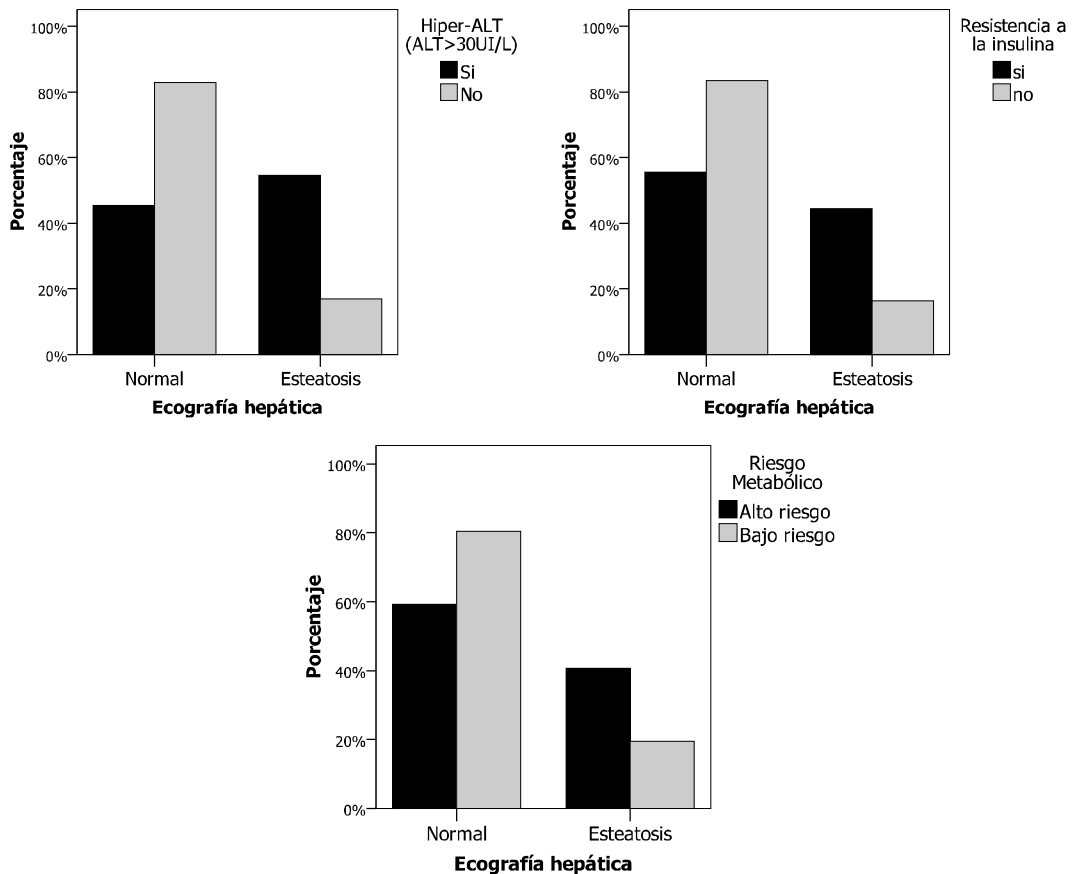 Hiper-ALT
(ALT>30UI/L)
Si
No
Porcentaje
100%
80%
60%
40%
20%
0%
Normal
Esteatosis
Ecografía hepática
Resistencia a
la insulina
si
no
Porcentaje
100%
80%
60%
40%
20%
0%
Normal
Esteatosis
Ecografía hepática
Riesgo
Metabólico
Alto riesgo
Bajo riesgo
Porcentaje
100%
80%
60%
40%
20%
0%
Normal
Esteatosis
Ecografía hepática